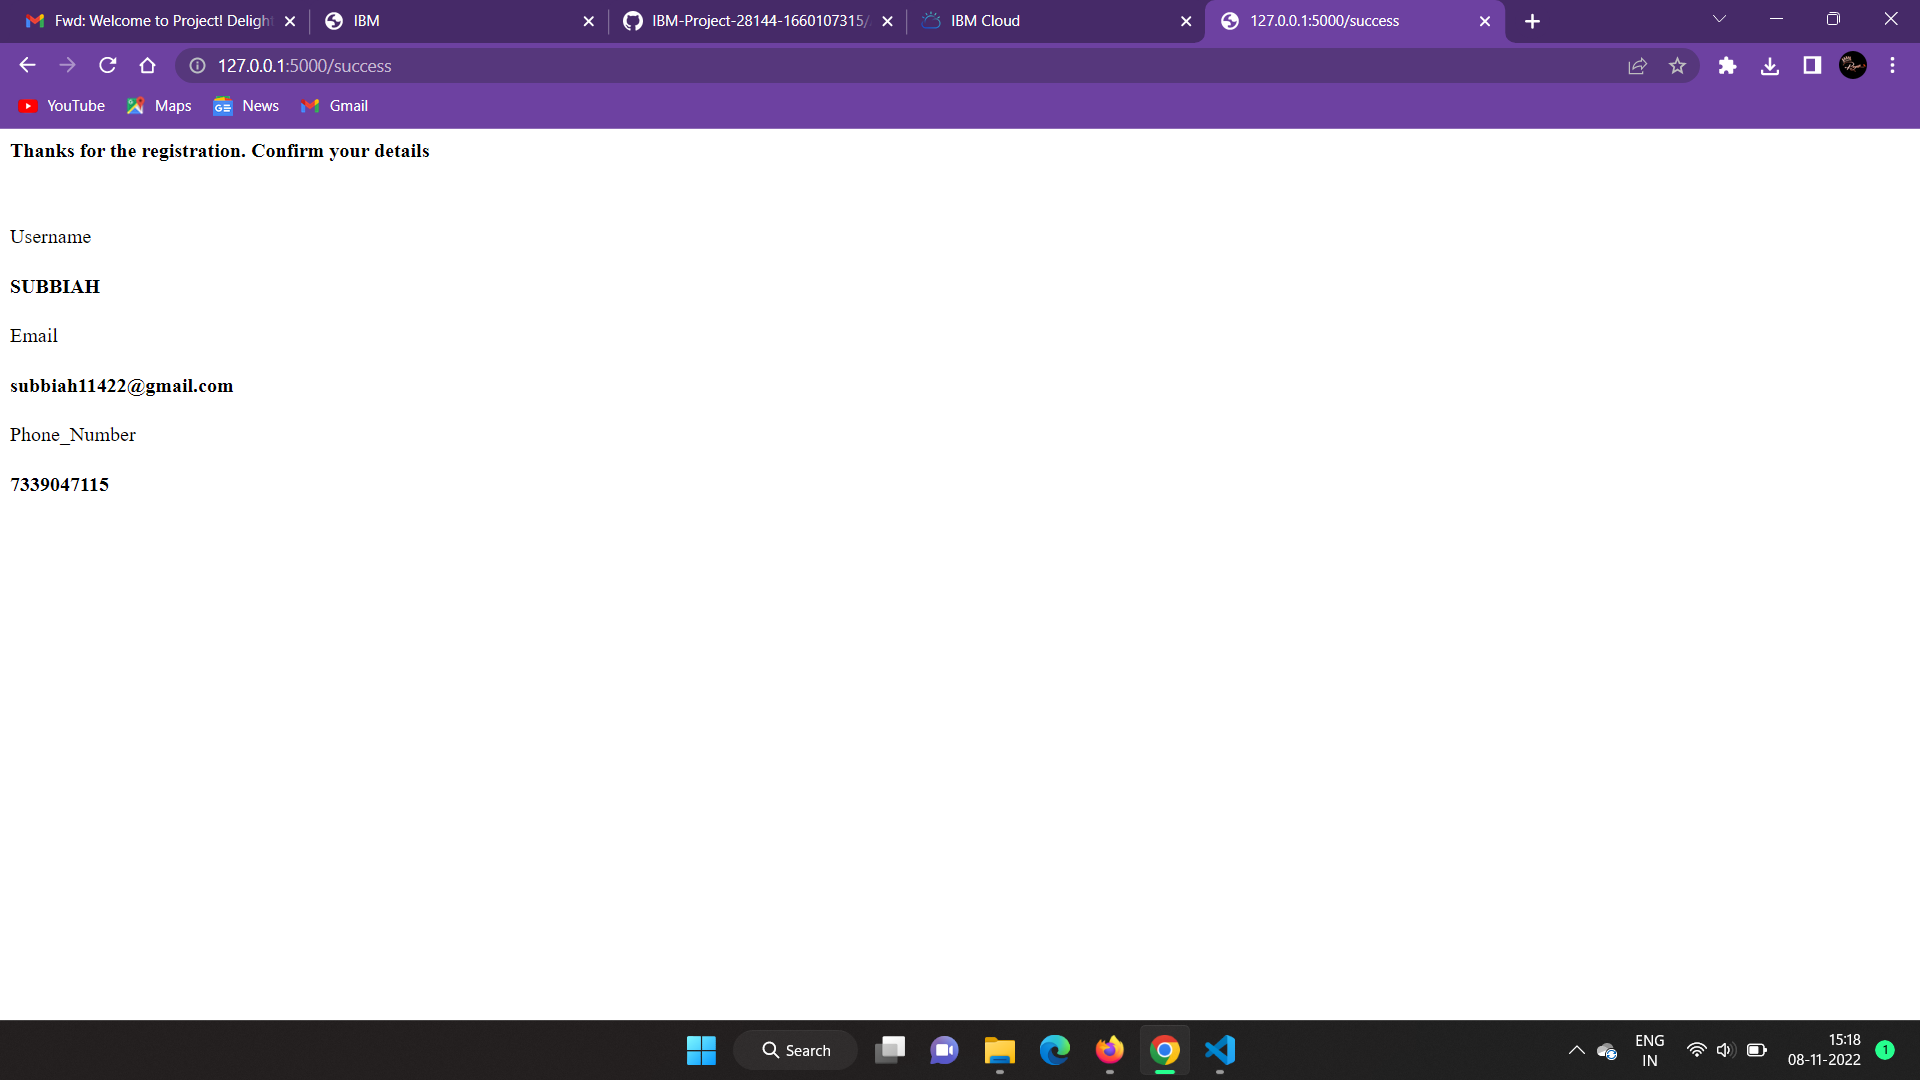 Fwd: Welcome to Project! Deligh
IBM
IBM-Project-28144-1660107315/
IBM Cloud
127.0.0.1:5000/success
127.0.0.1:5000/success
YouTube
Maps
News
Gmail
Thanks for the registration. Confirm your details
Username
SUBBIAH
Email
subbiah11422@gmail.com
Phone_Number
7339047115
Search
ENG
IN
15:18
08-11-2022
1